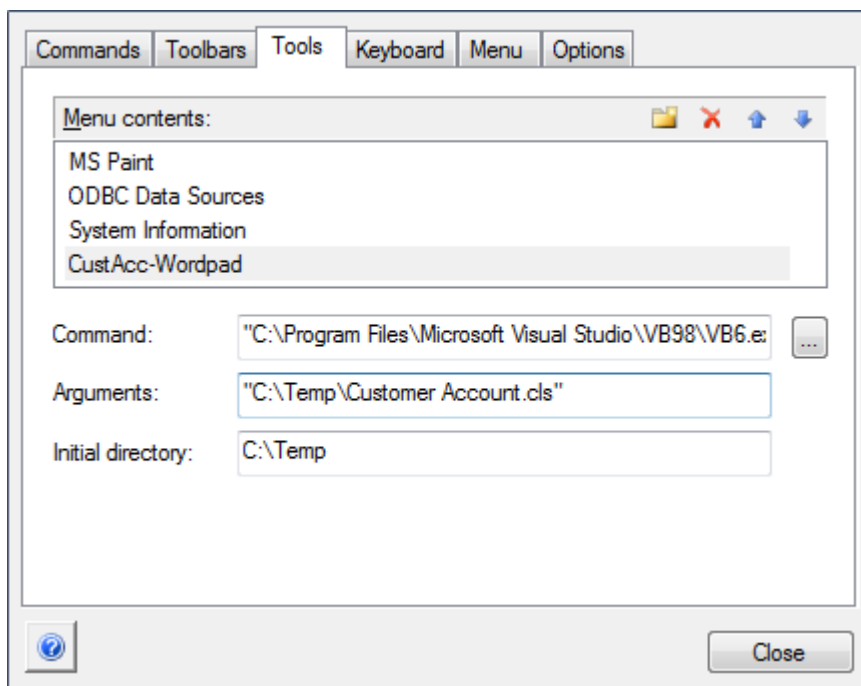 Commands Toolbars Tools Keyboard Menu Options
Menu contents:
MS Paint
ODBC Data Sources
System Information
CustAcc-Wordpad
Command: "C:\Program Files\Microsoft Visual Studio\VB98\VB6.ex ...
Arguments: "C:\Temp\Customer Account.cls"
Initial directory: C:\Temp
Close